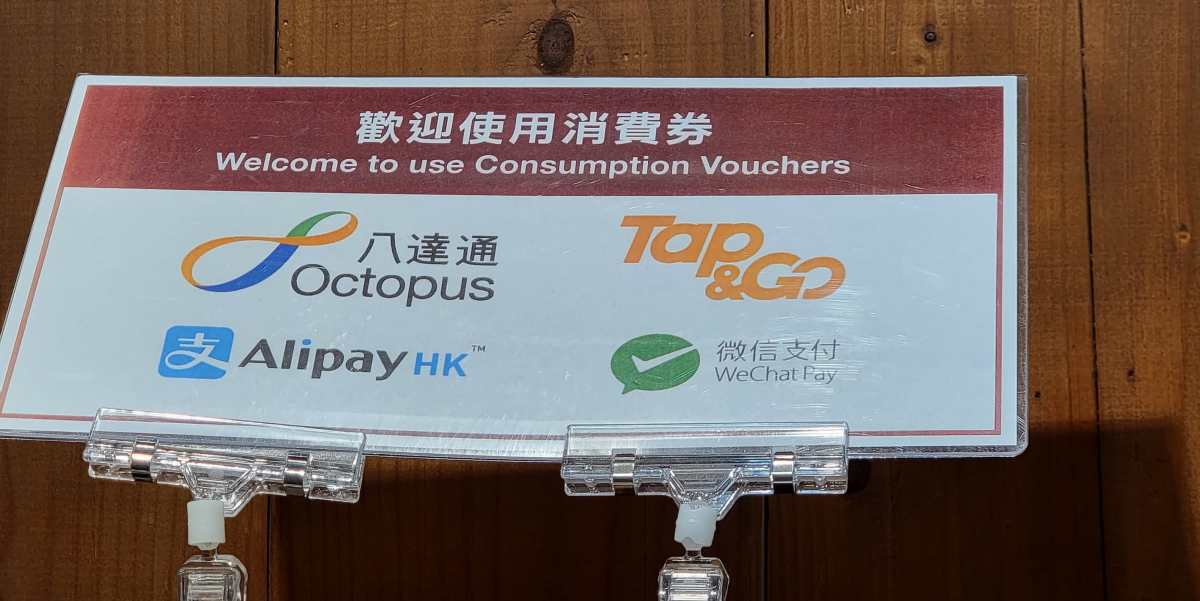 歡迎使用消費券
Welcome to use Consumption Vouchers
八達通
Octopus
Tap&Go
支 Alipay HK™
微信支付
WeChat Pay